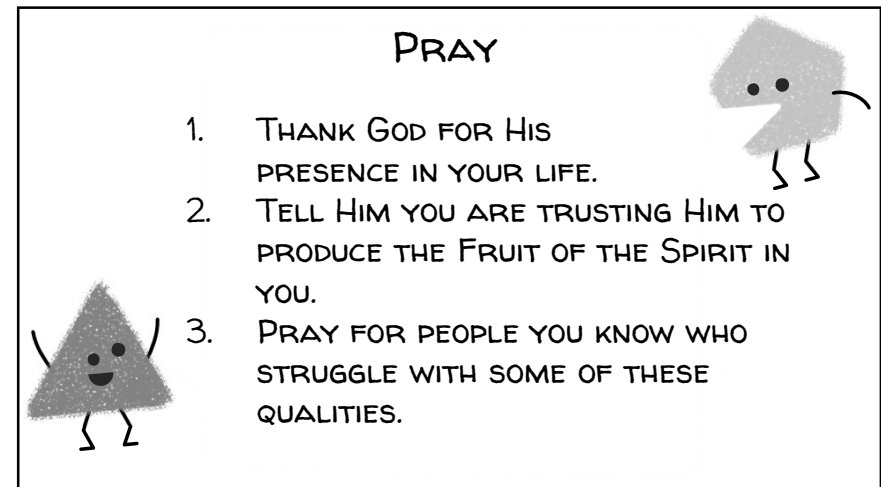 Pray
1. Thank God for His
presence in your life.
2. Tell Him you are trusting Him to
produce the Fruit of the Spirit in
you.
3. Pray for people you know who
struggle with some of these
qualities.